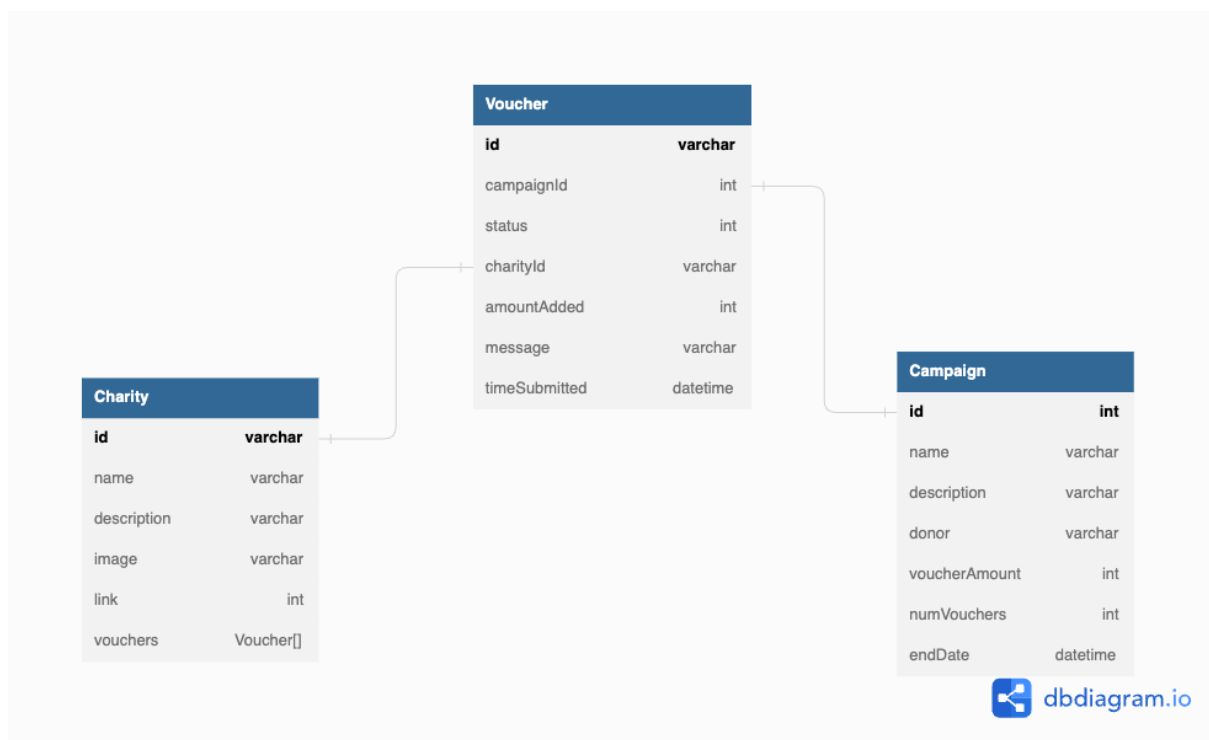 Voucher
id varchar
campaignId int
status int
charityId varchar
amountAdded int
message varchar
timeSubmitted datetime
Charity
id varchar
name varchar
description varchar
image varchar
link int
vouchers Voucher[]
Campaign
id int
name varchar
description varchar
donor varchar
voucherAmount int
numVouchers int
endDate datetime
dbdiagram.io